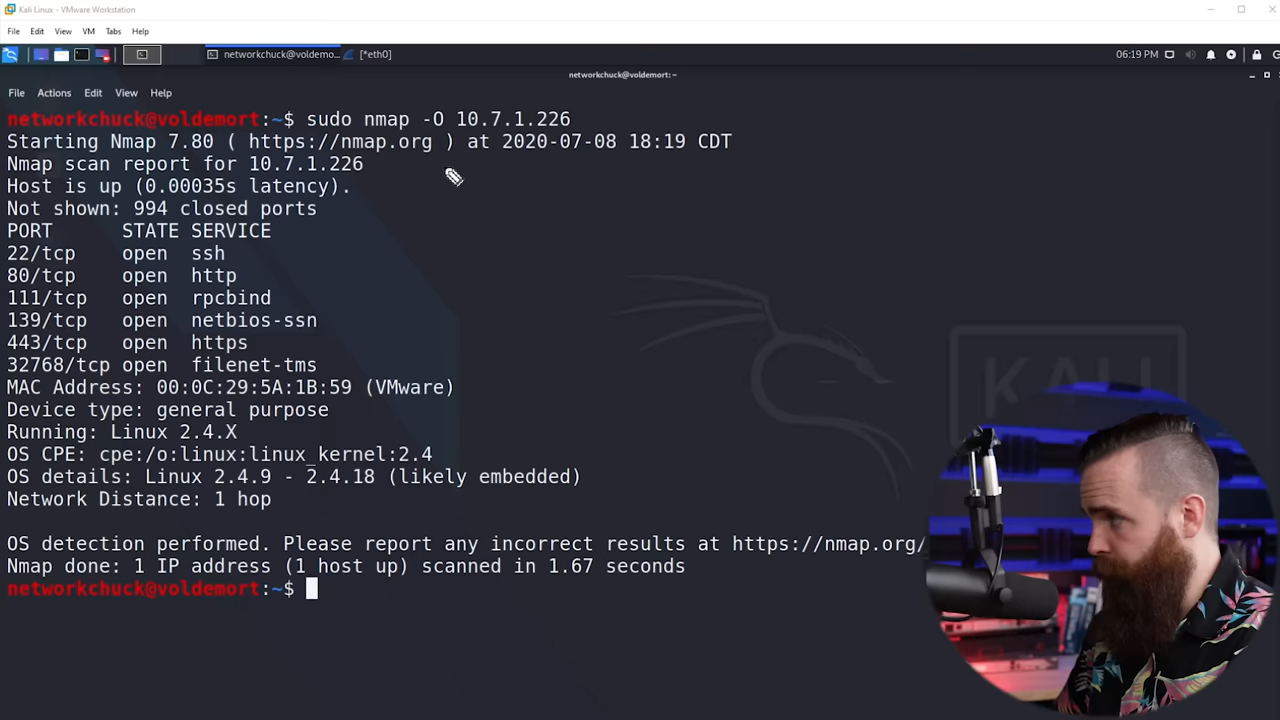 Kali Linux - VMware Workstation
File Edit View VM Tabs Help
networkchuck@voldemo... [*eth0] 06:19 PM
networkchuck@voldemort: ~
File Actions Edit View Help
networkchuck@voldemort:~$ sudo nmap -O 10.7.1.226
Starting Nmap 7.80 ( https://nmap.org ) at 2020-07-08 18:19 CDT
Nmap scan report for 10.7.1.226
Host is up (0.00035s latency).
Not shown: 994 closed ports
PORT STATE SERVICE
22/tcp open ssh
80/tcp open http
111/tcp open rpcbind
139/tcp open netbios-ssn
443/tcp open https
32768/tcp open filenet-tms
MAC Address: 00:0C:29:5A:1B:59 (VMware)
Device type: general purpose
Running: Linux 2.4.X
OS CPE: cpe:/o:linux:linux_kernel:2.4
OS details: Linux 2.4.9 - 2.4.18 (likely embedded)
Network Distance: 1 hop
OS detection performed. Please report any incorrect results at https://nmap.org/
Nmap done: 1 IP address (1 host up) scanned in 1.67 seconds
networkchuck@voldemort:~$
KALI